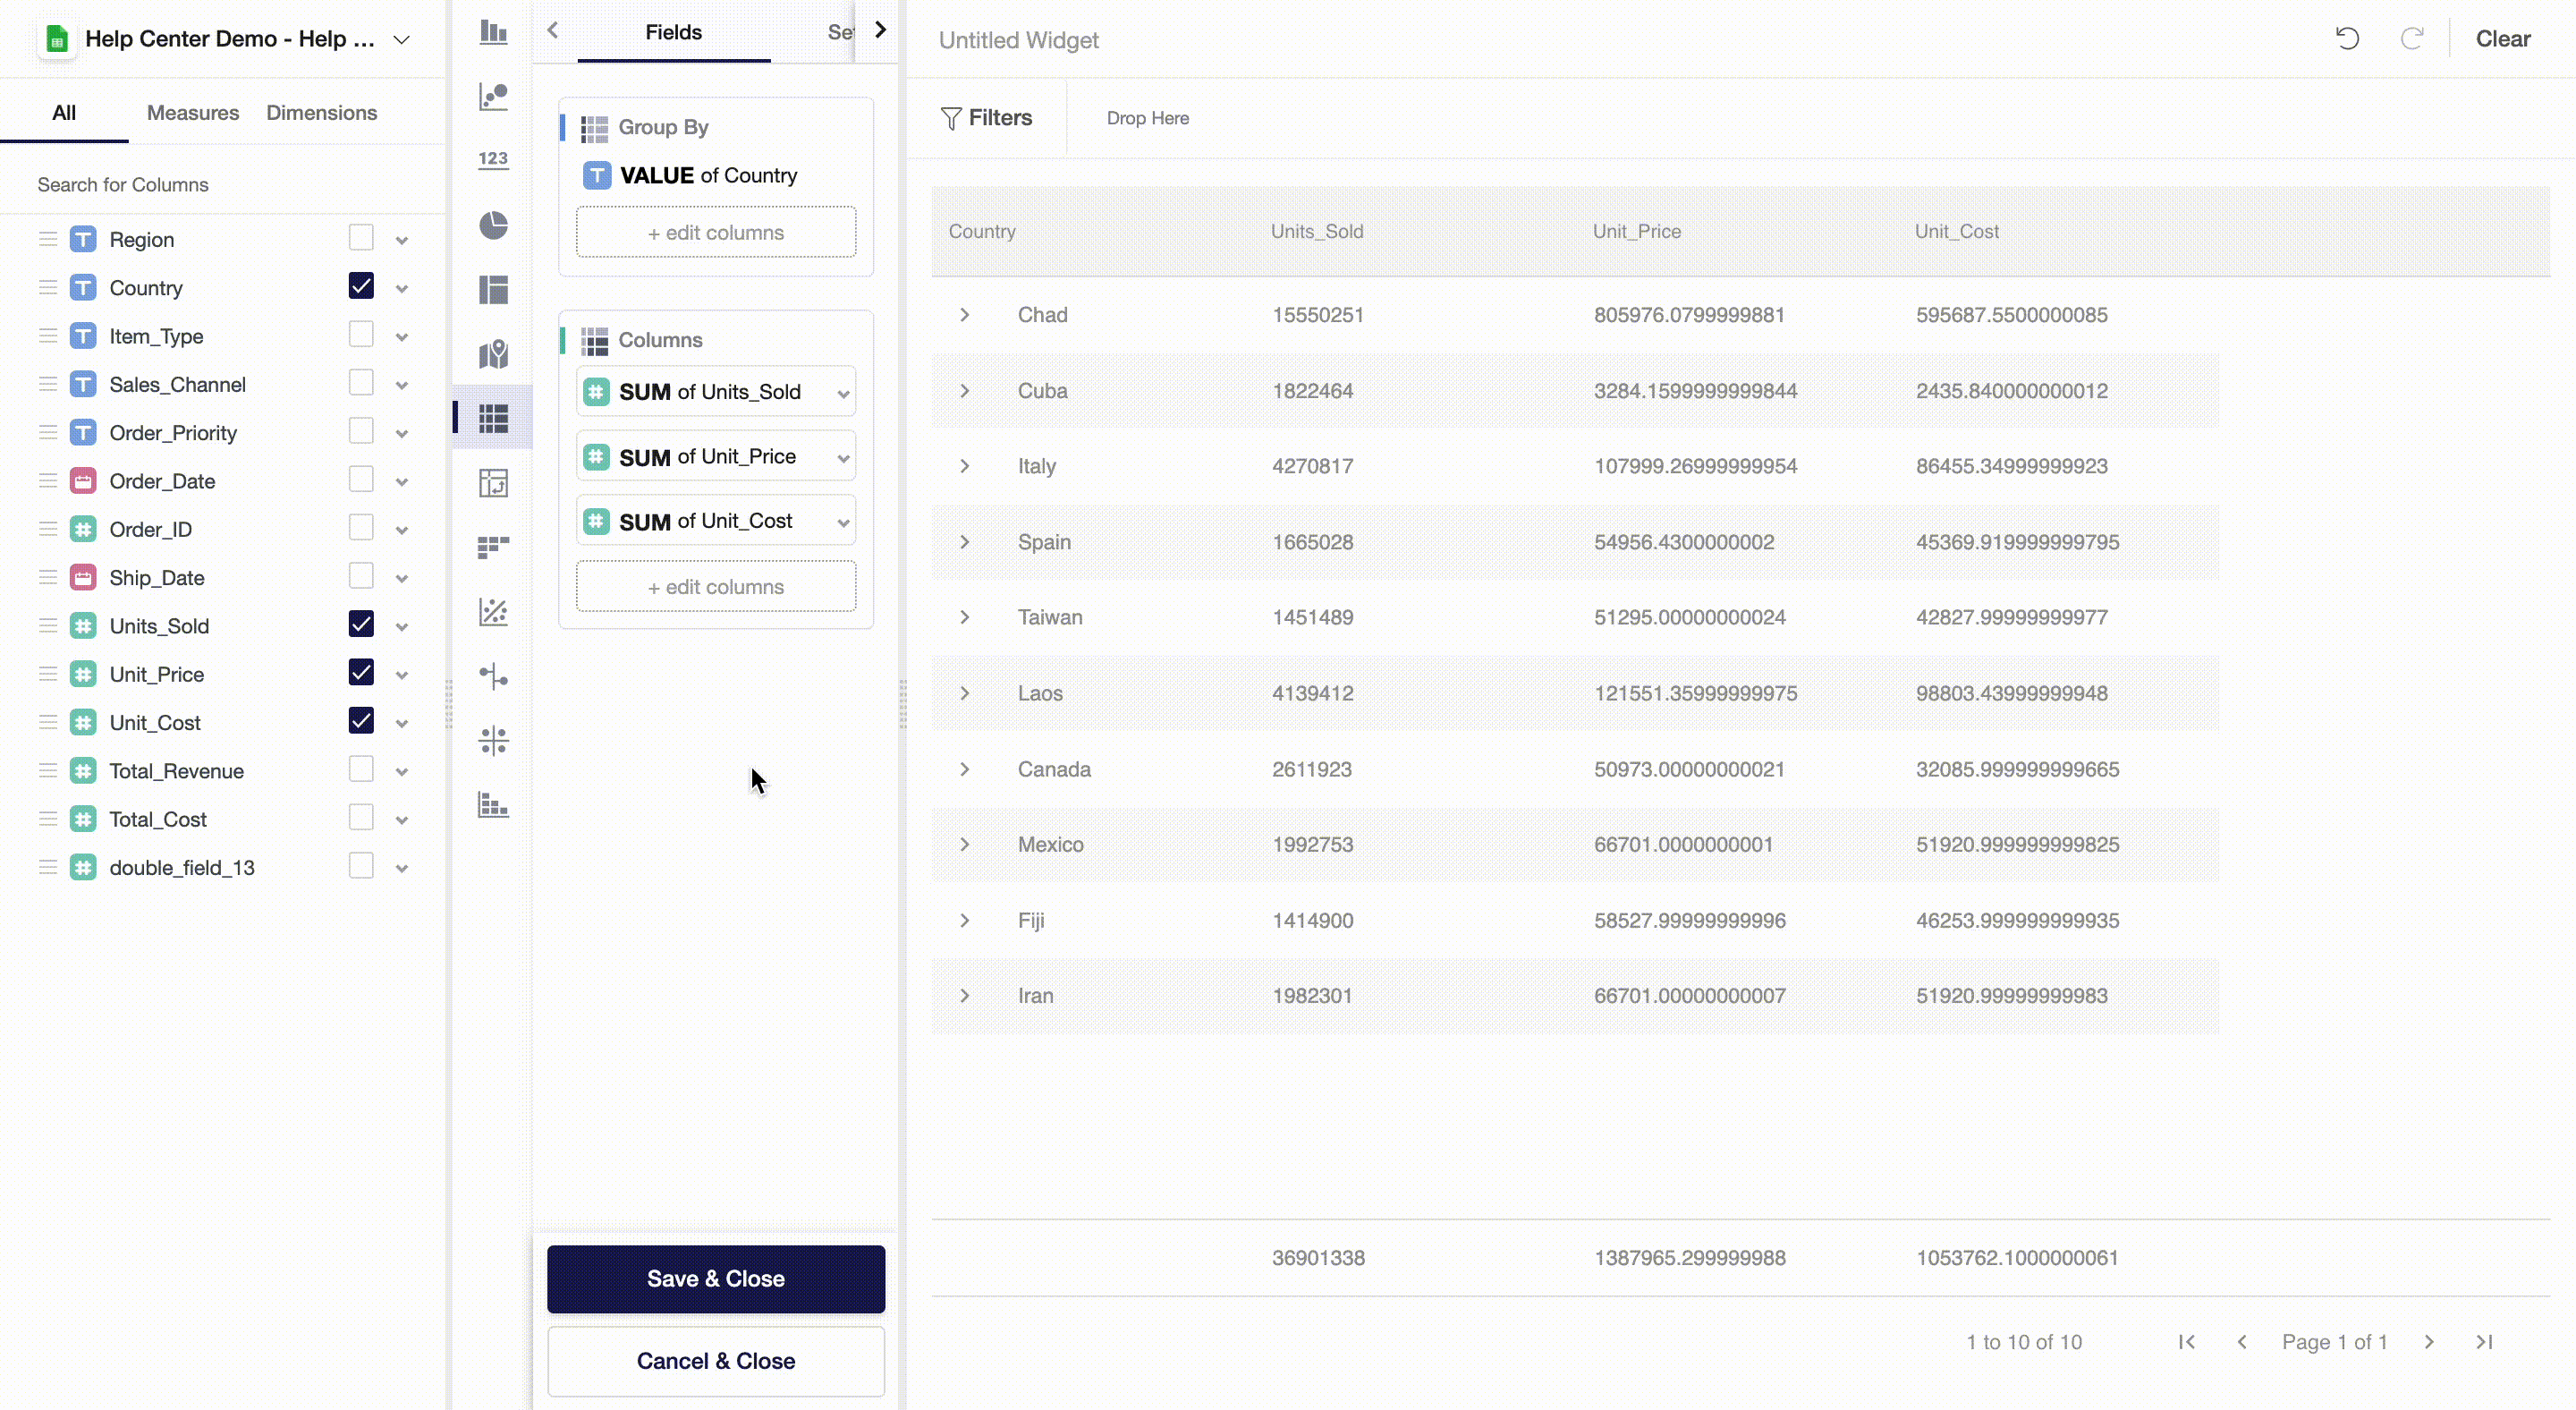 Help Center Demo - Help ...
All Measures Dimensions
Search for Columns
Region
Country
Item_Type
Sales_Channel
Order_Priority
Order_Date
Order_ID
Ship_Date
Units_Sold
Unit_Price
Unit_Cost
Total_Revenue
Total_Cost
double_field_13
123
Fields
Group By
VALUE of Country
+ edit columns
Columns
SUM of Units_Sold
SUM of Unit_Price
SUM of Unit_Cost
+ edit columns
Save & Close
Cancel & Close
Untitled Widget
Clear
Filters Drop Here
Country Units_Sold Unit_Price Unit_Cost
Chad 15550251 805976.0799999881 595687.5500000085
Cuba 1822464 3284.1599999999844 2435.840000000012
Italy 4270817 107999.26999999954 86455.34999999923
Spain 1665028 54956.4300000002 45369.919999999795
Taiwan 1451489 51295.00000000024 42827.99999999977
Laos 4139412 121551.35999999975 98803.43999999948
Canada 2611923 50973.00000000021 32085.999999999665
Mexico 1992753 66701.0000000001 51920.999999999825
Fiji 1414900 58527.99999999996 46253.999999999935
Iran 1982301 66701.00000000007 51920.99999999983
36901338 1387965.299999988 1053762.1000000061
1 to 10 of 10 Page 1 of 1